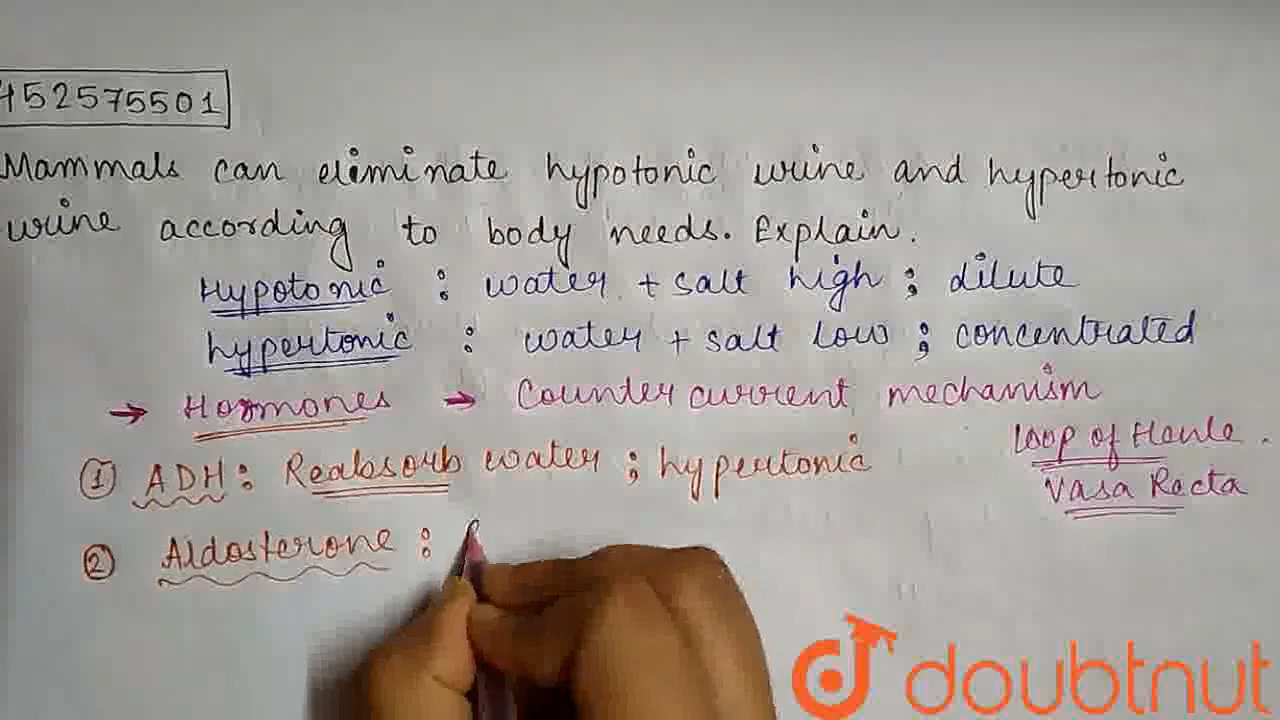 452575501
Mammals can eliminate hypotonic urine and hypertonic
urine according to body needs. Explain.
Hypotonic : water + salt high ; dilute
hypertonic : water + salt low ; concentrated
→ Hormones → Counter current mechanism
Loop of Henle.
Vasa Recta
① ADH : Reabsorb water ; hypertonic
② Aldosterone :
doubtnut